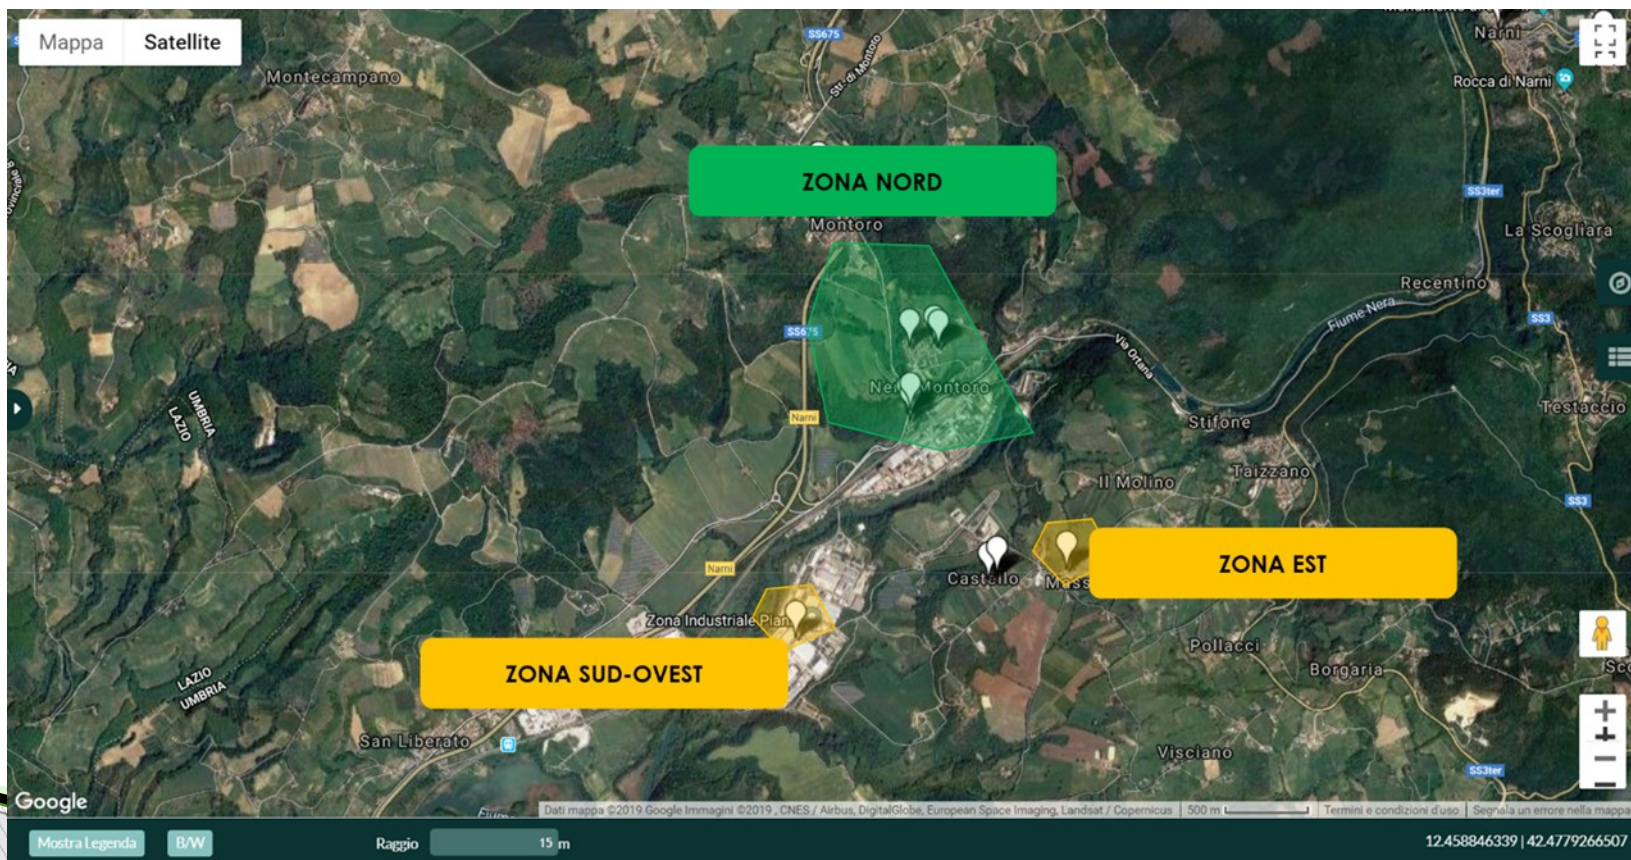 Mappa
Satellite
SS675
Str. di Montoro
Narni
Rocca di Narni
Montecampano
SS3ter
ZONA NORD
Montoro
La Scogliara
Recentino
Fiume Nera
SS3
SS675
Via Ortana
Montoro
UMBRIA
LAZIO
Narni
Testaccio
Stifone
Taizzano
Il Molino
SS3
Narni
Castello
ZONA EST
Zona Industriale
ZONA SUD-OVEST
Pollacci
Borgaria
LAZIO
UMBRIA
San Liberato
Visciano
SS3ter
Google
Dati mappa ©2019 Google Immagini ©2019 , CNES / Airbus, DigitalGlobe, European Space Imaging, Landsat / Copernicus
500 m
Termini e condizioni d'uso
Segnala un errore nella mappa
Mostra Legenda
B/W
Raggio
15 m
12.458846339 | 42.4779266507